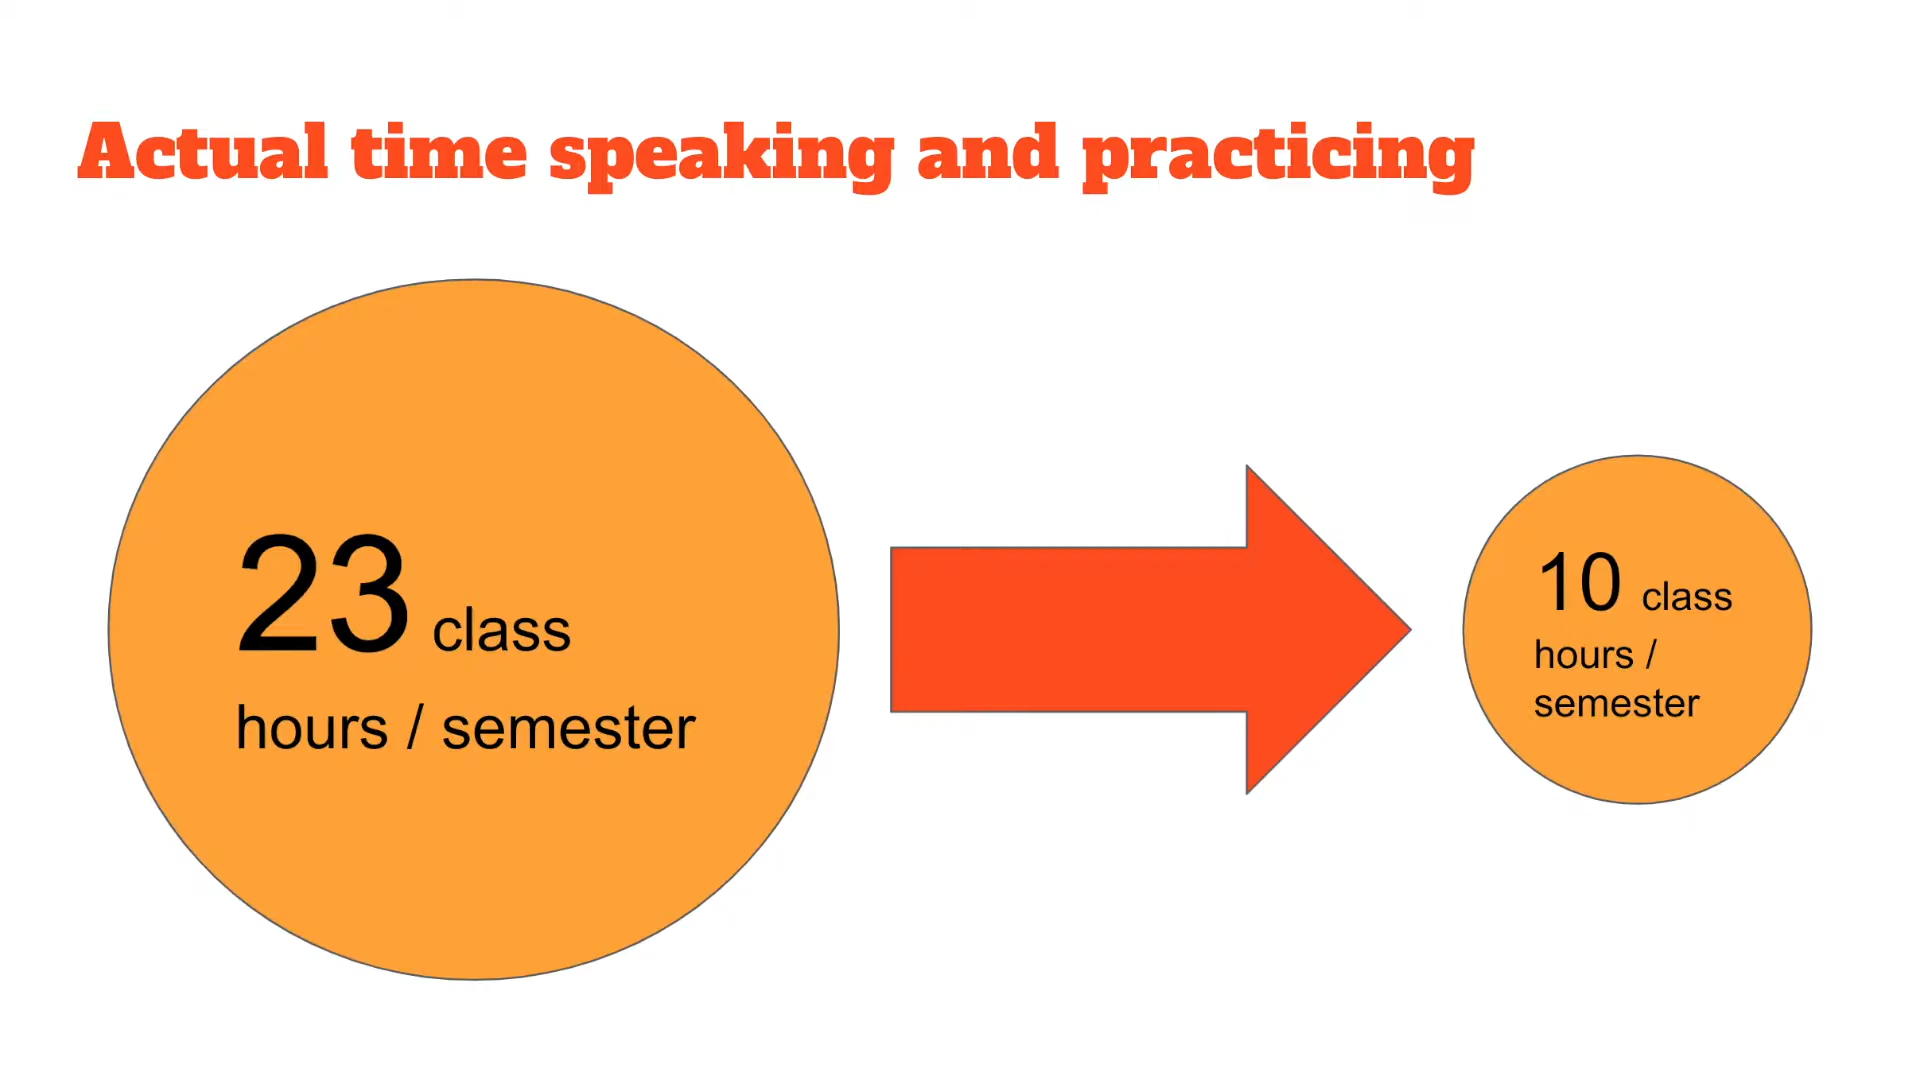 Actual time speaking and practicing
23 class
hours / semester
10 class
hours /
semester